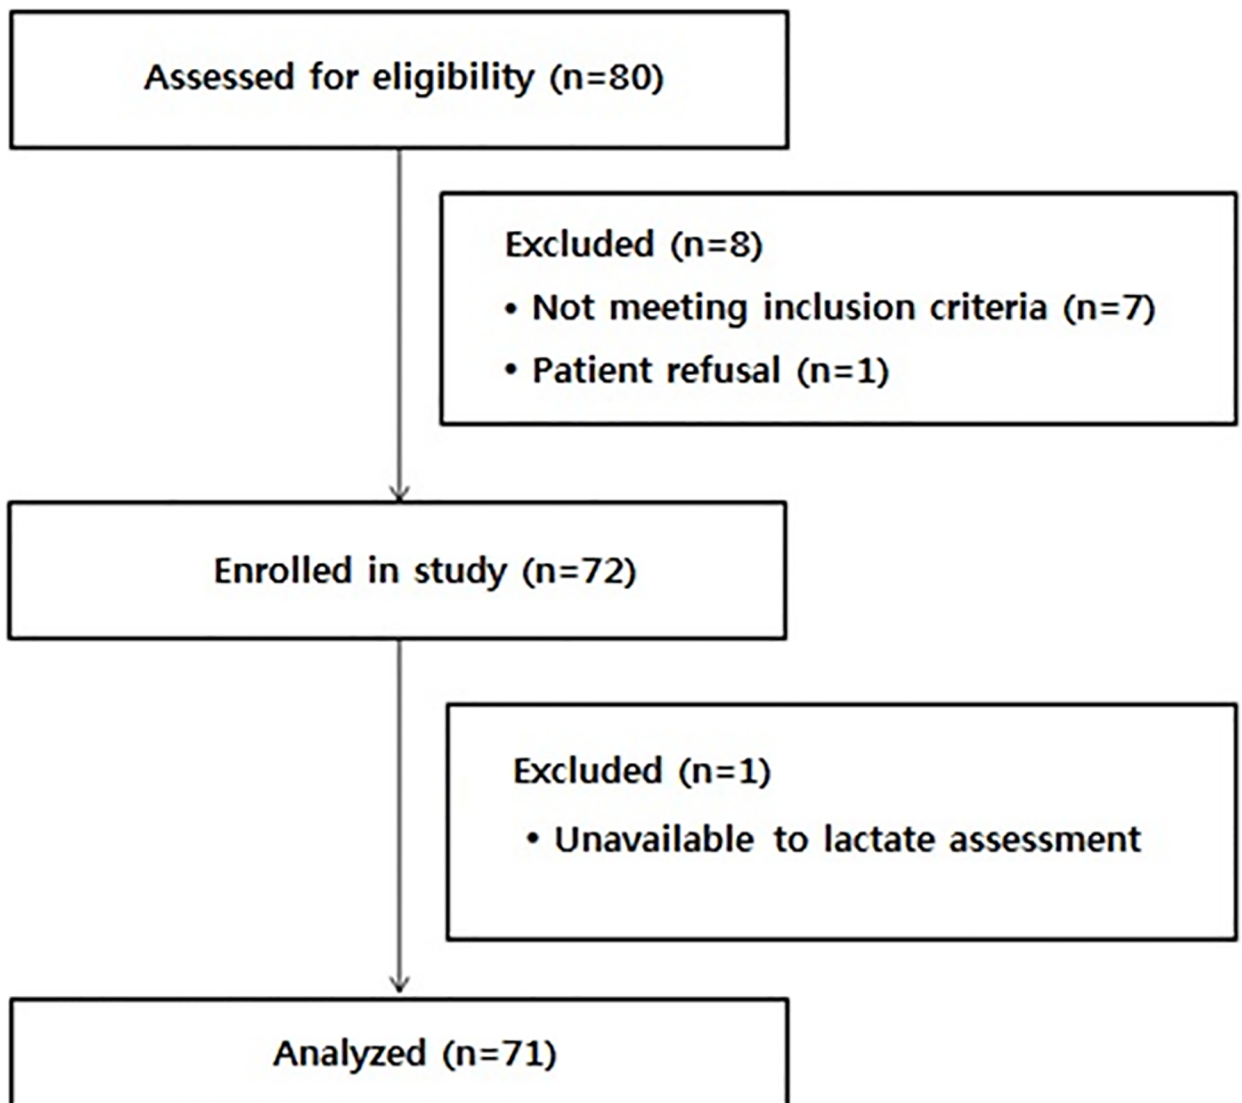 Assessed for eligibility (n=80)
Excluded (n=8)
• Not meeting inclusion criteria (n=7)
• Patient refusal (n=1)
Enrolled in study (n=72)
Excluded (n=1)
• Unavailable to lactate assessment
Analyzed (n=71)